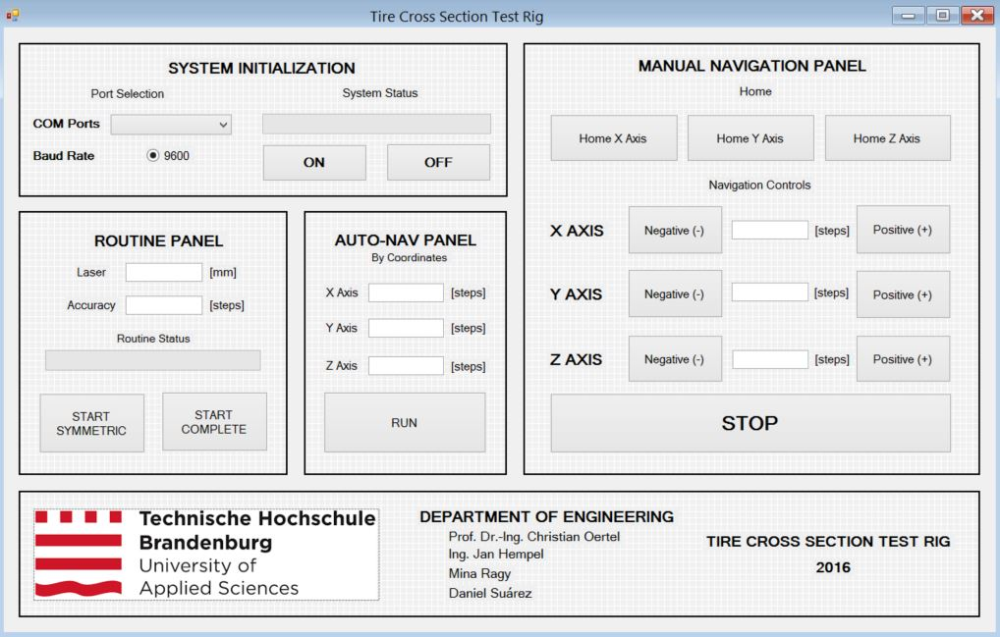 Tire Cross Section Test Rig
SYSTEM INITIALIZATION
Port Selection
System Status
COM Ports
Baud Rate
9600
ON
OFF
ROUTINE PANEL
Laser
[mm]
Accuracy
[steps]
Routine Status
START
SYMMETRIC
START
COMPLETE
AUTO-NAV PANEL
By Coordinates
X Axis
[steps]
Y Axis
[steps]
Z Axis
[steps]
RUN
MANUAL NAVIGATION PANEL
Home
Home X Axis
Home Y Axis
Home Z Axis
Navigation Controls
X AXIS
Negative (-)
[steps]
Positive (+)
Y AXIS
Negative (-)
[steps]
Positive (+)
Z AXIS
Negative (-)
[steps]
Positive (+)
STOP
Technische Hochschule
Brandenburg
University of
Applied Sciences
DEPARTMENT OF ENGINEERING
Prof. Dr.-Ing. Christian Oertel
Ing. Jan Hempel
Mina Ragy
Daniel Suárez
TIRE CROSS SECTION TEST RIG
2016